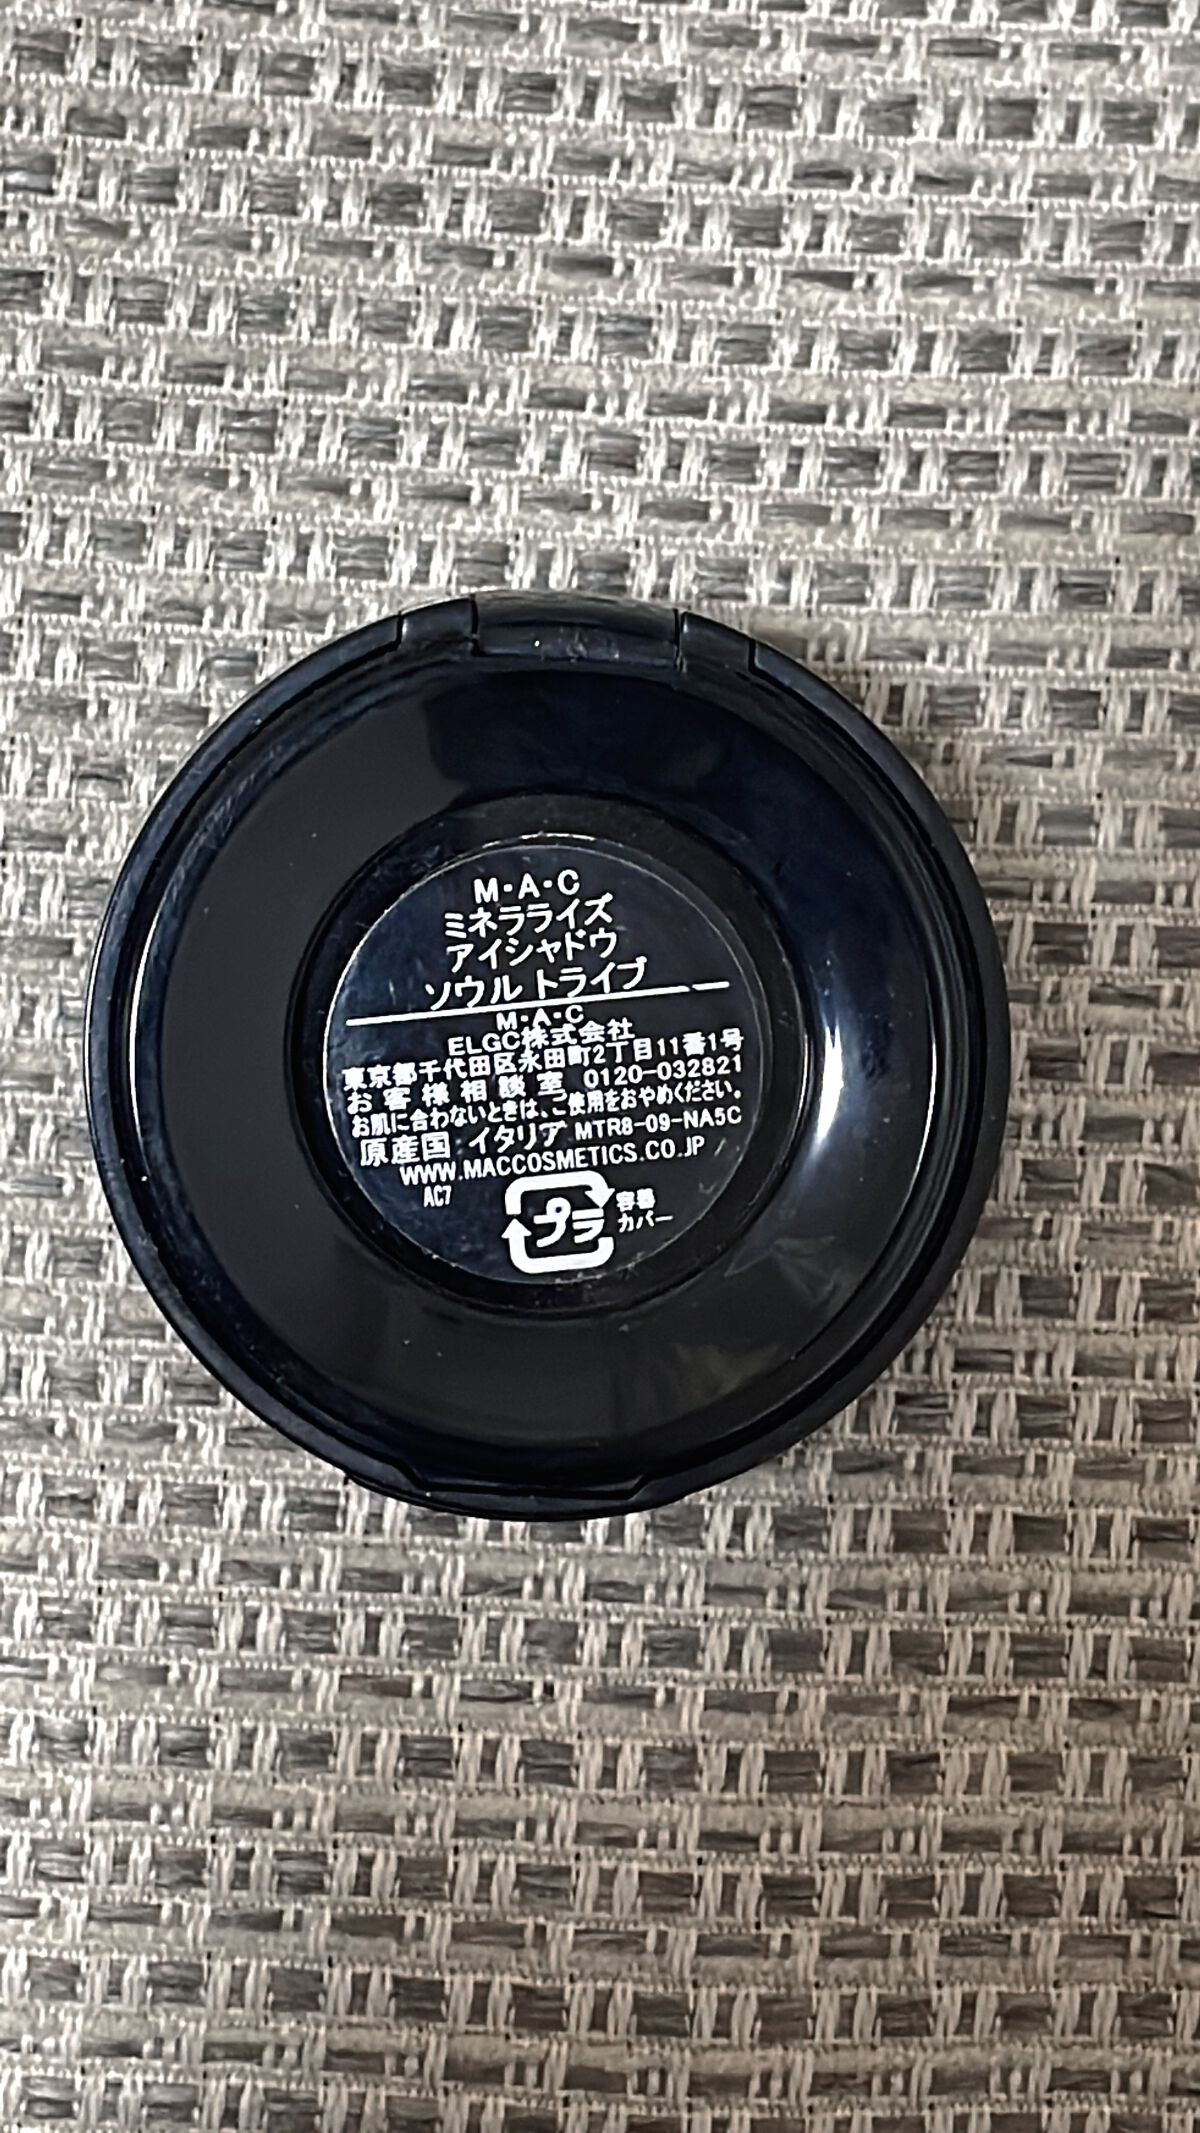 M·A·C
ミネラライズ
アイシャドウ
ソウル トライブ
M·A·C
ELGC株式会社
東京都千代田区永田町2丁目11番1号
お客様相談室 0120-032821
お肌に合わないときは、ご使用をおやめください。
原産国 イタリア MTR8-09-NA5C
WWW.MACCOSMETICS.CO.JP
AC7
プラ 容器
カバー